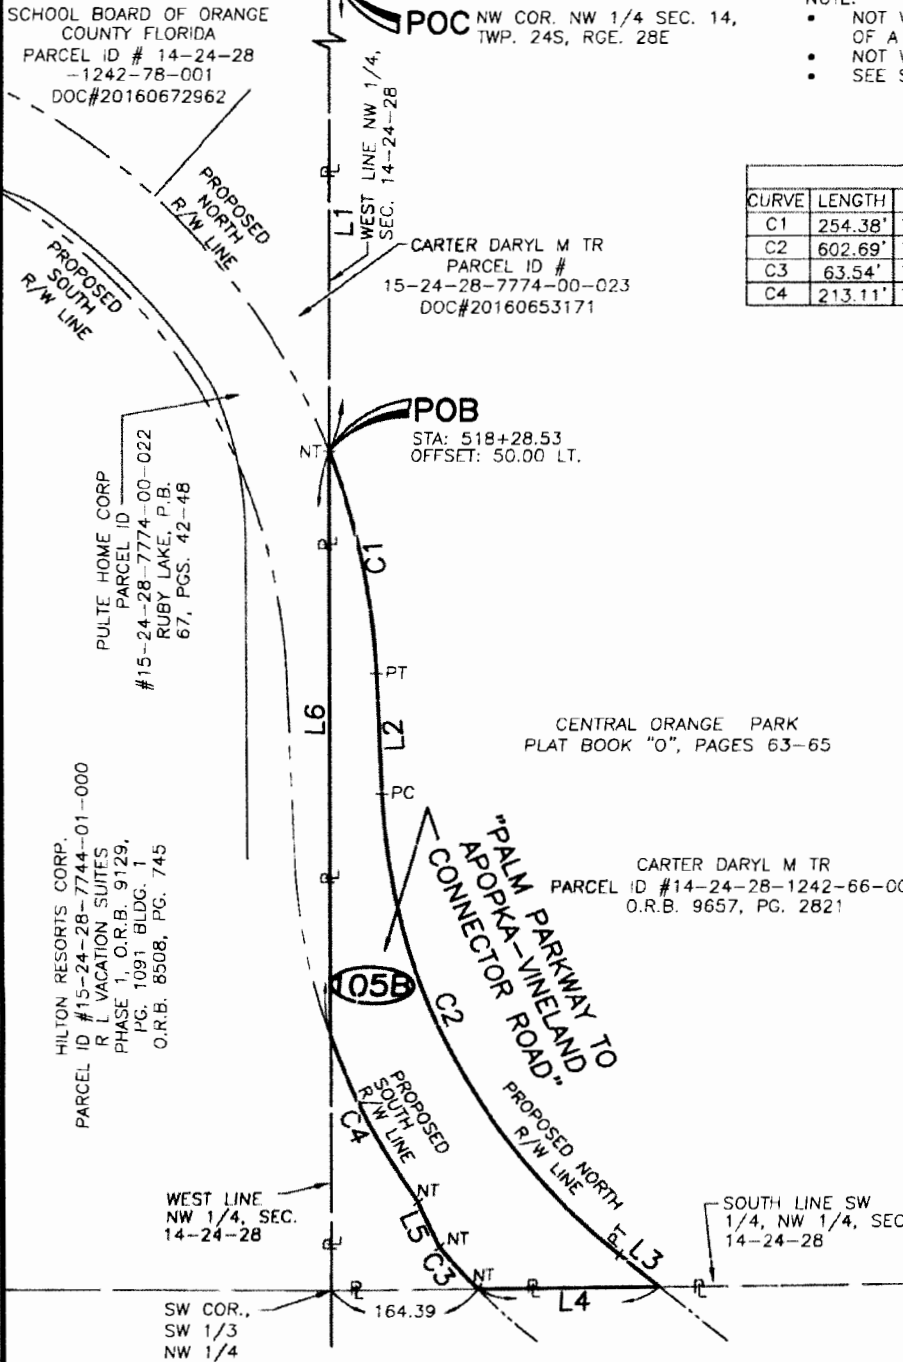 SCHOOL BOARD OF ORANGE
COUNTY FLORIDA
PARCEL ID # 14-24-28
-1242-78-001
DOC#20160672962
POC
NW COR. NW 1/4 SEC. 14,
TWP. 24S, RGE. 28E
NOTE:
• NOT
OF A
• NOT
• SEE
WEST LINE NW 1/4,
SEC. 14-24-28
L1
PROPOSED
NORTH
R/W LINE
PROPOSED
SOUTH
R/W LINE
CURVE LENGTH
C1 254.38'
C2 602.69'
C3 63.54'
C4 213.11'
CARTER DARYL M TR
PARCEL ID #
15-24-28-7774-00-023
DOC#20160653171
POB
STA: 518+28.53
OFFSET: 50.00 LT.
NT
PULTE HOME CORP
PARCEL ID
#15-24-28-7774-00-022
RUBY LAKE, P.B.
67, PGS. 42-48
C1
PT
L6
L2
PC
CENTRAL ORANGE PARK
PLAT BOOK "O", PAGES 63-65
HILTON RESORTS CORP.
PARCEL ID #15-24-28-7744-01-000
R L VACATION SUITES
PHASE 1, O.R.B. 9129,
PG. 1091 BLDG. 1
O.R.B. 8508, PG. 745
"PALM PARKWAY TO
APOPKA-VINELAND
CONNECTOR ROAD"
CARTER DARYL M TR
PARCEL ID #14-24-28-1242-66-00
O.R.B. 9657, PG. 2821
105B
C2
PROPOSED
SOUTH
R/W LINE
C4
PROPOSED NORTH
R/W LINE
WEST LINE
NW 1/4, SEC.
14-24-28
NT
L5
NT
C3
NT
PT
L3
SOUTH LINE SW
1/4, NW 1/4, SEC
14-24-28
L4
164.39
SW COR.,
SW 1/3
NW 1/4